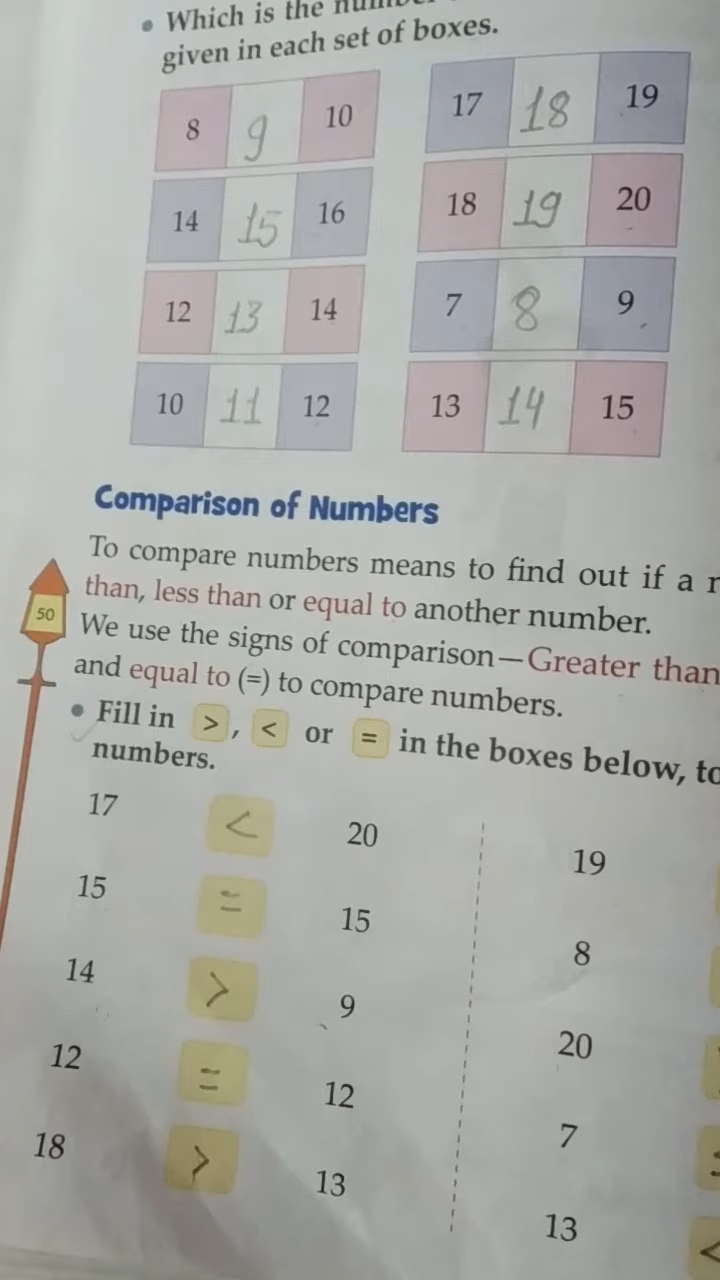 • Which is the
given in each set of boxes.
8 9 10 17 18 19
14 15 16 18 19 20
12 13 14 7 8 9
10 11 12 13 14 15
Comparison of Numbers
To compare numbers means to find out if a
than, less than or equal to another number.
50
We use the signs of comparison—Greater than
and equal to (=) to compare numbers.
• Fill in >, < or = in the boxes below, to
numbers.
17 < 20 19
15 = 15 8
14 > 9 20
12 = 12 7
18 > 13 13 <